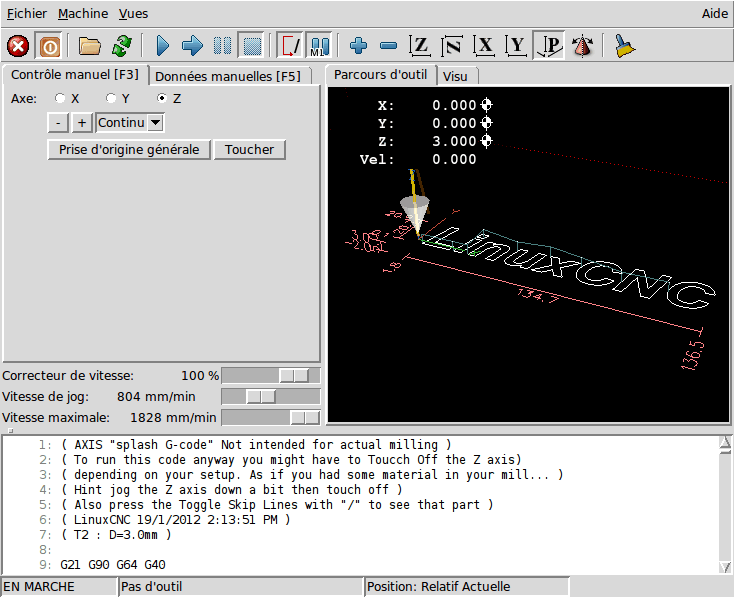 Fichier Machine Vues Aide
Z N X Y P
Contrôle manuel [F3] Données manuelles [F5]
Axe: X Y Z
- + Continu
Prise d'origine générale Toucher
Parcours d'outil Visu
X: 0.000
Y: 0.000
Z: 3.000
Vel: 0.000
LinuxCNC
134.7
136.5
Correcteur de vitesse: 100 %
Vitesse de jog: 804 mm/min
Vitesse maximale: 1828 mm/min
1: ( AXIS "splash G-code" Not intended for actual milling )
2: ( To run this code anyway you might have to Toucch Off the Z axis)
3: ( depending on your setup. As if you had some material in your mill... )
4: ( Hint jog the Z axis down a bit then touch off )
5: ( Also press the Toggle Skip Lines with "/" to see that part )
6: ( LinuxCNC 19/1/2012 2:13:51 PM )
7: ( T2 : D=3.0mm )
8:
9: G21 G90 G64 G40
EN MARCHE Pas d'outil Position: Relatif Actuelle